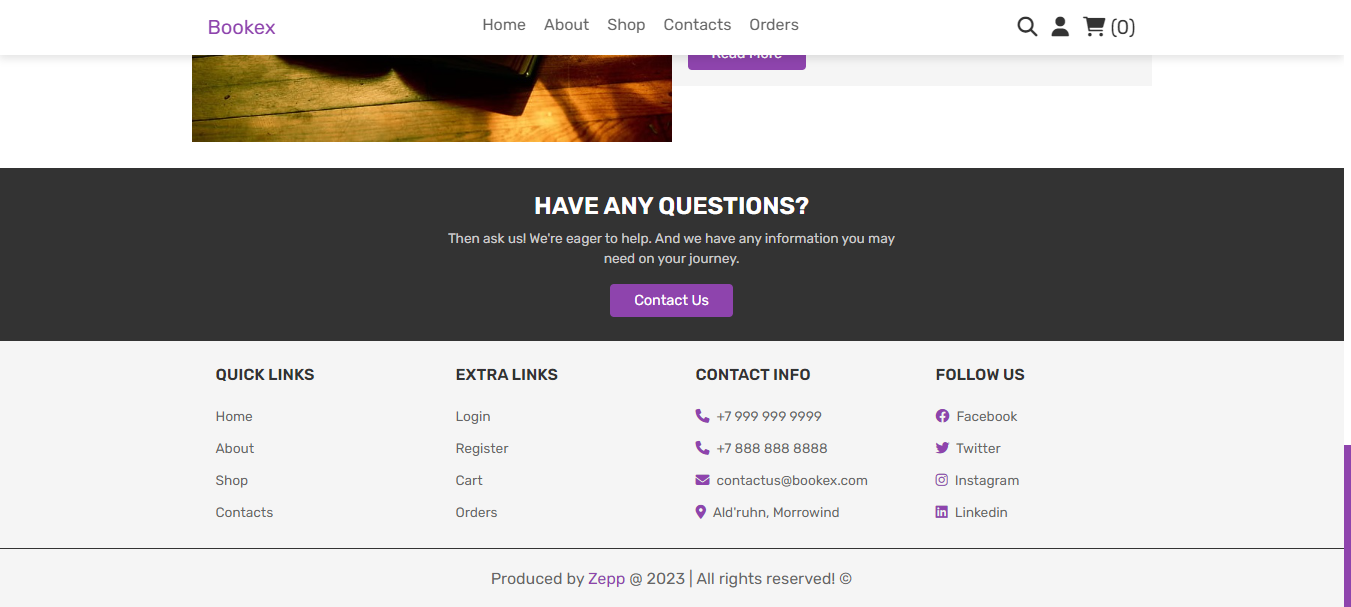 Bookex
Home About Shop Contacts Orders
(0)
Read More
HAVE ANY QUESTIONS?
Then ask us! We're eager to help. And we have any information you may
need on your journey.
Contact Us
QUICK LINKS
Home
About
Shop
Contacts
EXTRA LINKS
Login
Register
Cart
Orders
CONTACT INFO
+7 999 999 9999
+7 888 888 8888
contactus@bookex.com
Ald'ruhn, Morrowind
FOLLOW US
Facebook
Twitter
Instagram
Linkedin
Produced by Zepp @ 2023 | All rights reserved! ©